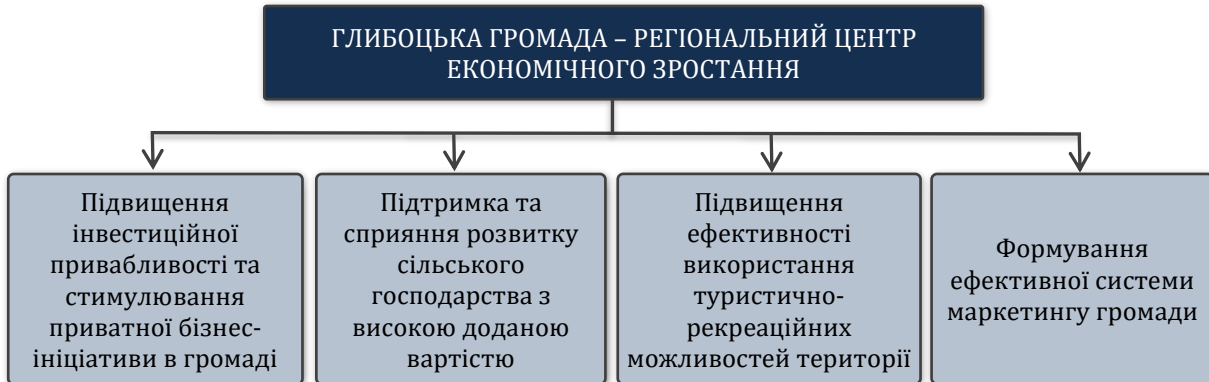 ГЛИБОЦЬКА ГРОМАДА – РЕГІОНАЛЬНИЙ ЦЕНТР
ЕКОНОМІЧНОГО ЗРОСТАННЯ
Підвищення
інвестиційної
привабливості та
стимулювання
приватної бізнес-
ініціативи в громаді
Підтримка та
сприяння розвитку
сільського
господарства з
високою доданою
вартістю
Підвищення
ефективності
використання
туристично-
рекреаційних
можливостей території
Формування
ефективної системи
маркетингу громади